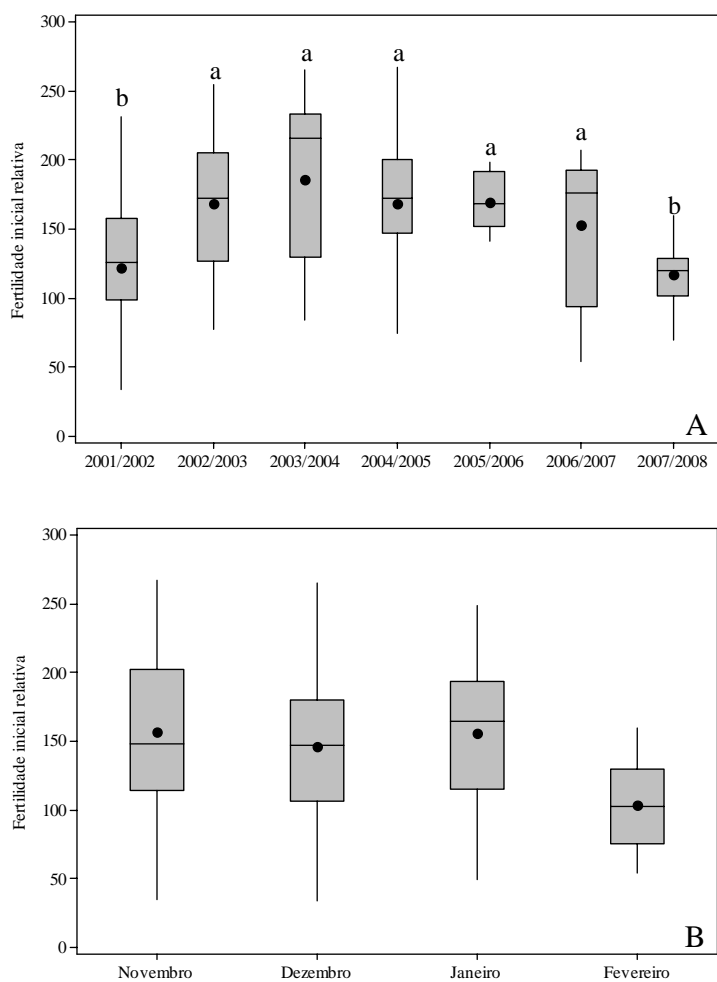 300
250
200
150
100
50
0
Fertilidade inicial relativa
b
a
a
a
a
a
b
A
2001/2002 2002/2003 2003/2004 2004/2005 2005/2006 2006/2007 2007/2008
300
250
200
150
100
50
0
Fertilidade inicial relativa
B
Novembro Dezembro Janeiro Fevereiro